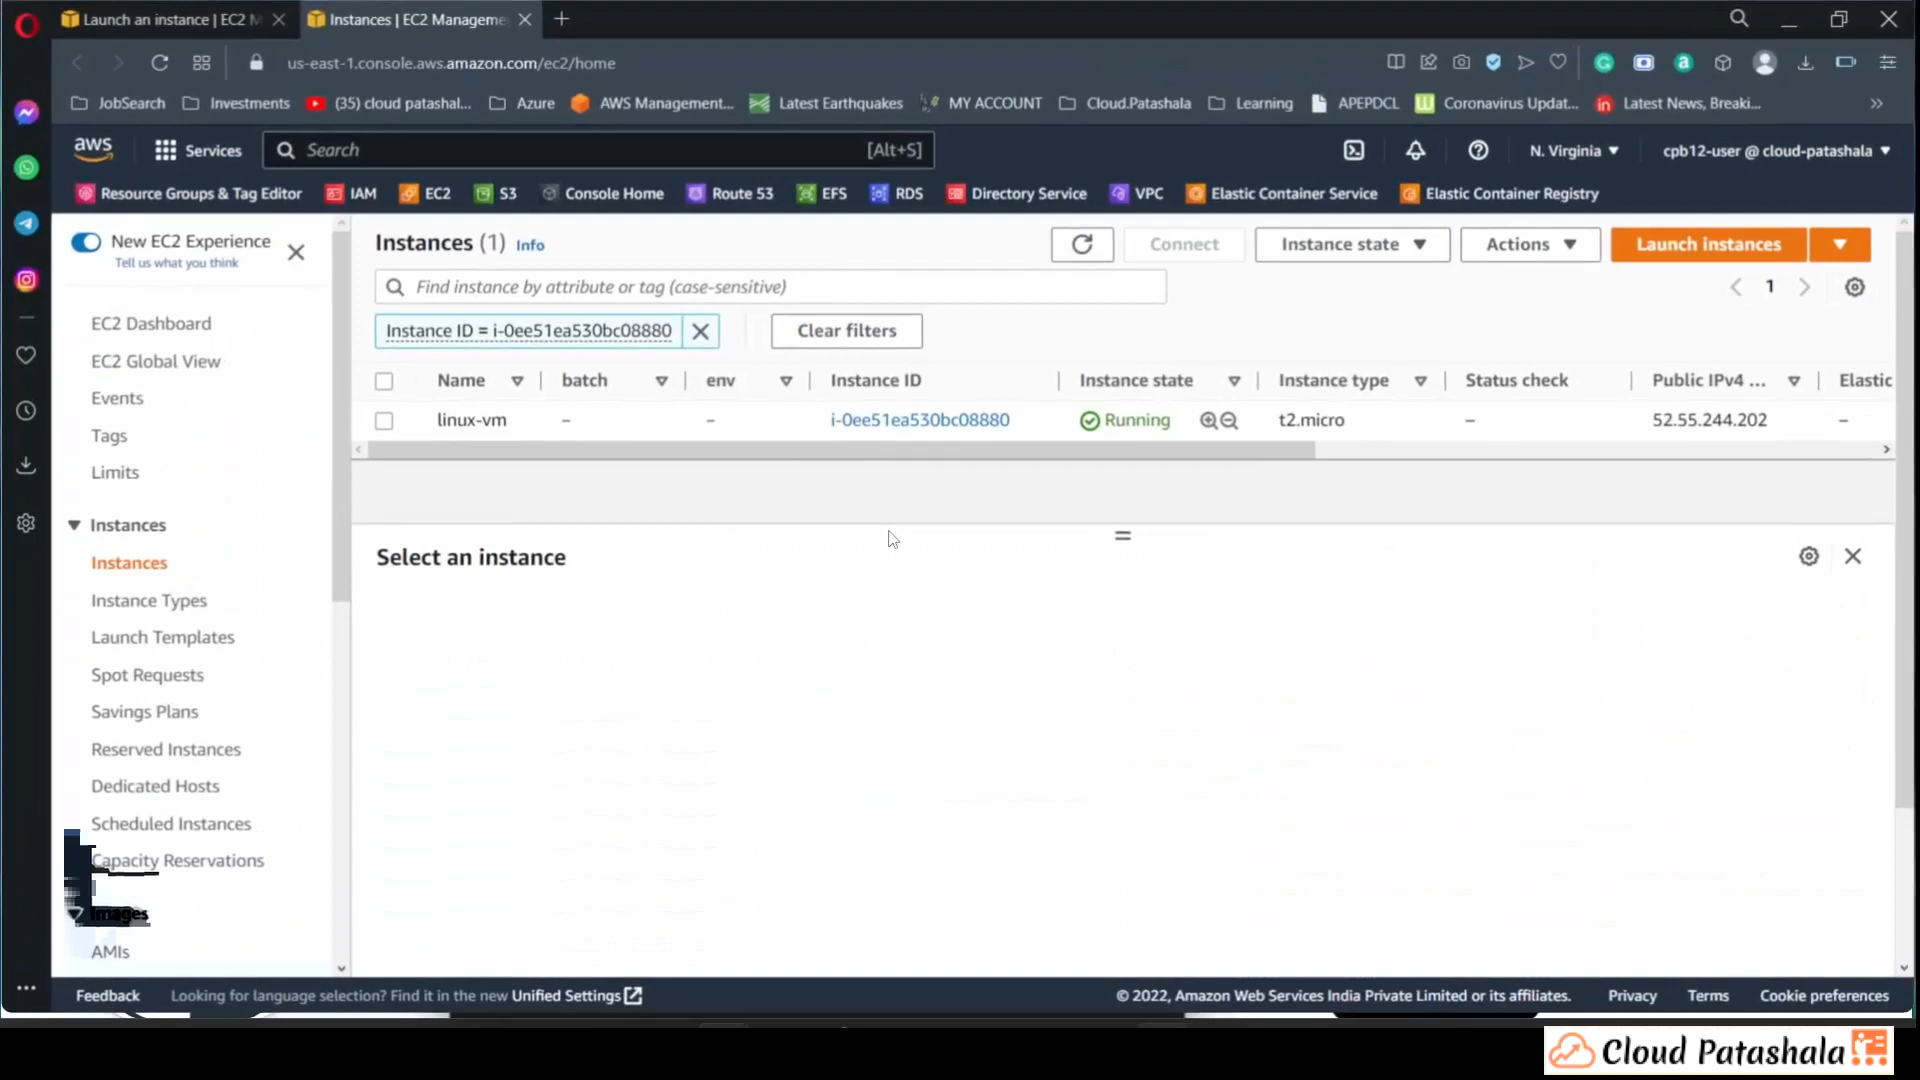 Launch an instance | EC2 M
Instances | EC2 Manageme
us-east-1.console.aws.amazon.com/ec2/home
JobSearch
Investments
(35) cloud patashal...
Azure
AWS Management...
Latest Earthquakes
MY ACCOUNT
Cloud.Patashala
Learning
APEPDCL
Coronavirus Updat...
Latest News, Breaki...
aws
Services
Search
[Alt+S]
N. Virginia
cpb12-user @ cloud-patashala
Resource Groups & Tag Editor
IAM
EC2
S3
Console Home
Route 53
EFS
RDS
Directory Service
VPC
Elastic Container Service
Elastic Container Registry
New EC2 Experience
Tell us what you think
EC2 Dashboard
EC2 Global View
Events
Tags
Limits
Instances
Instances
Instance Types
Launch Templates
Spot Requests
Savings Plans
Reserved Instances
Dedicated Hosts
Scheduled Instances
Capacity Reservations
Images
AMIs
Instances (1) Info
Connect
Instance state
Actions
Launch instances
Find instance by attribute or tag (case-sensitive)
1
Instance ID = i-0ee51ea530bc08880
Clear filters
Name batch env Instance ID Instance state Instance type Status check Public IPv4 ... Elastic
linux-vm – – i-0ee51ea530bc08880 Running t2.micro – 52.55.244.202 –
Select an instance
Feedback
Looking for language selection? Find it in the new Unified Settings
© 2022, Amazon Web Services India Private Limited or its affiliates.
Privacy
Terms
Cookie preferences
Cloud Patashala